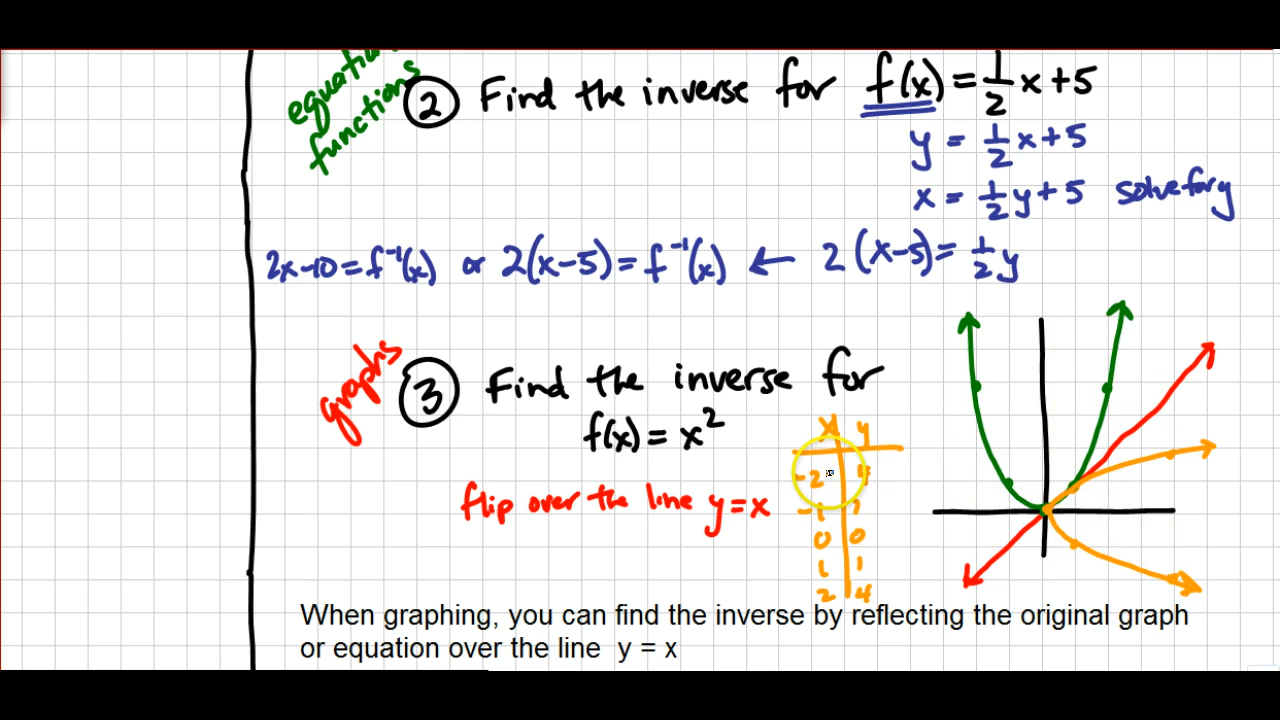 equation
functions
② Find the inverse for f(x) = 1/2 x + 5
y = 1/2 x + 5
x = 1/2 y + 5 solve for y
2x - 10 = f⁻¹(x) or 2(x - 5) = f⁻¹(x) ← 2(x - 5) = 1/2 y
graphs
③ Find the inverse for
f(x) = x²
flip over the line y = x
x y
-2 4
-1 1
0 0
1 1
2 4
When graphing, you can find the inverse by reflecting the original graph
or equation over the line y = x